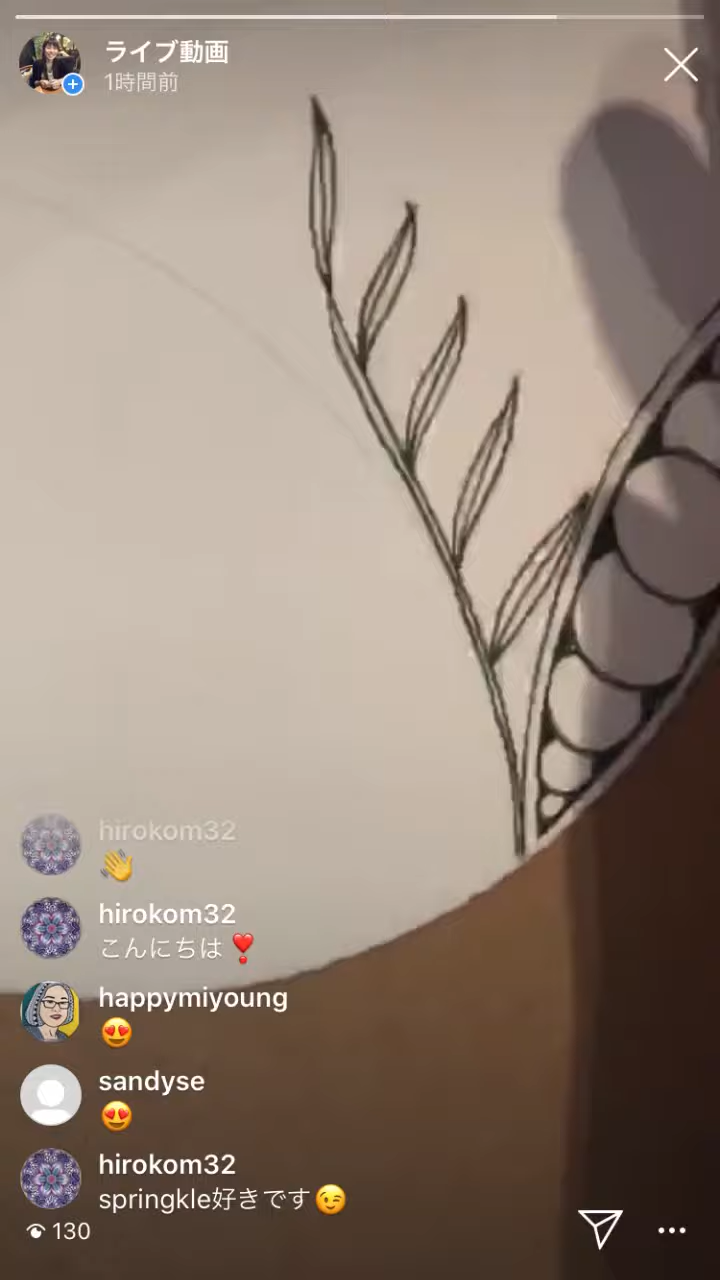 ライブ動画
1時間前
hirokom32
👋
hirokom32
こんにちは❣️
happymiyoung
😍
sandyse
😍
hirokom32
springkle好きです😉
130